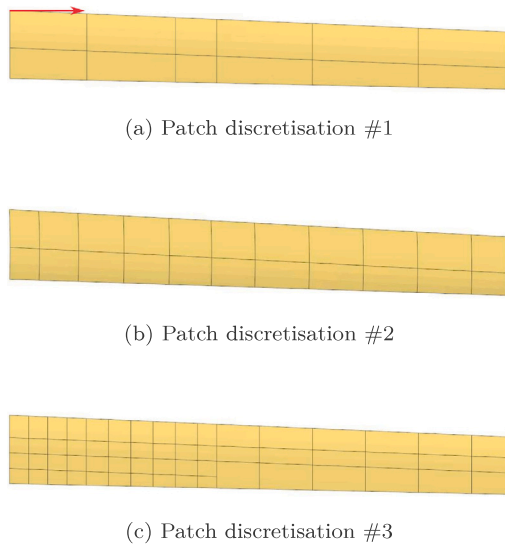 (a) Patch discretisation #1
(b) Patch discretisation #2
(c) Patch discretisation #3